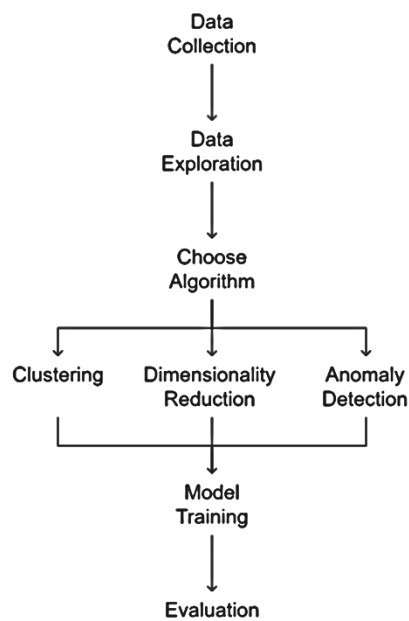 Data
Collection
Data
Exploration
Choose
Algorithm
Clustering
Dimensionality
Reduction
Anomaly
Detection
Model
Training
Evaluation